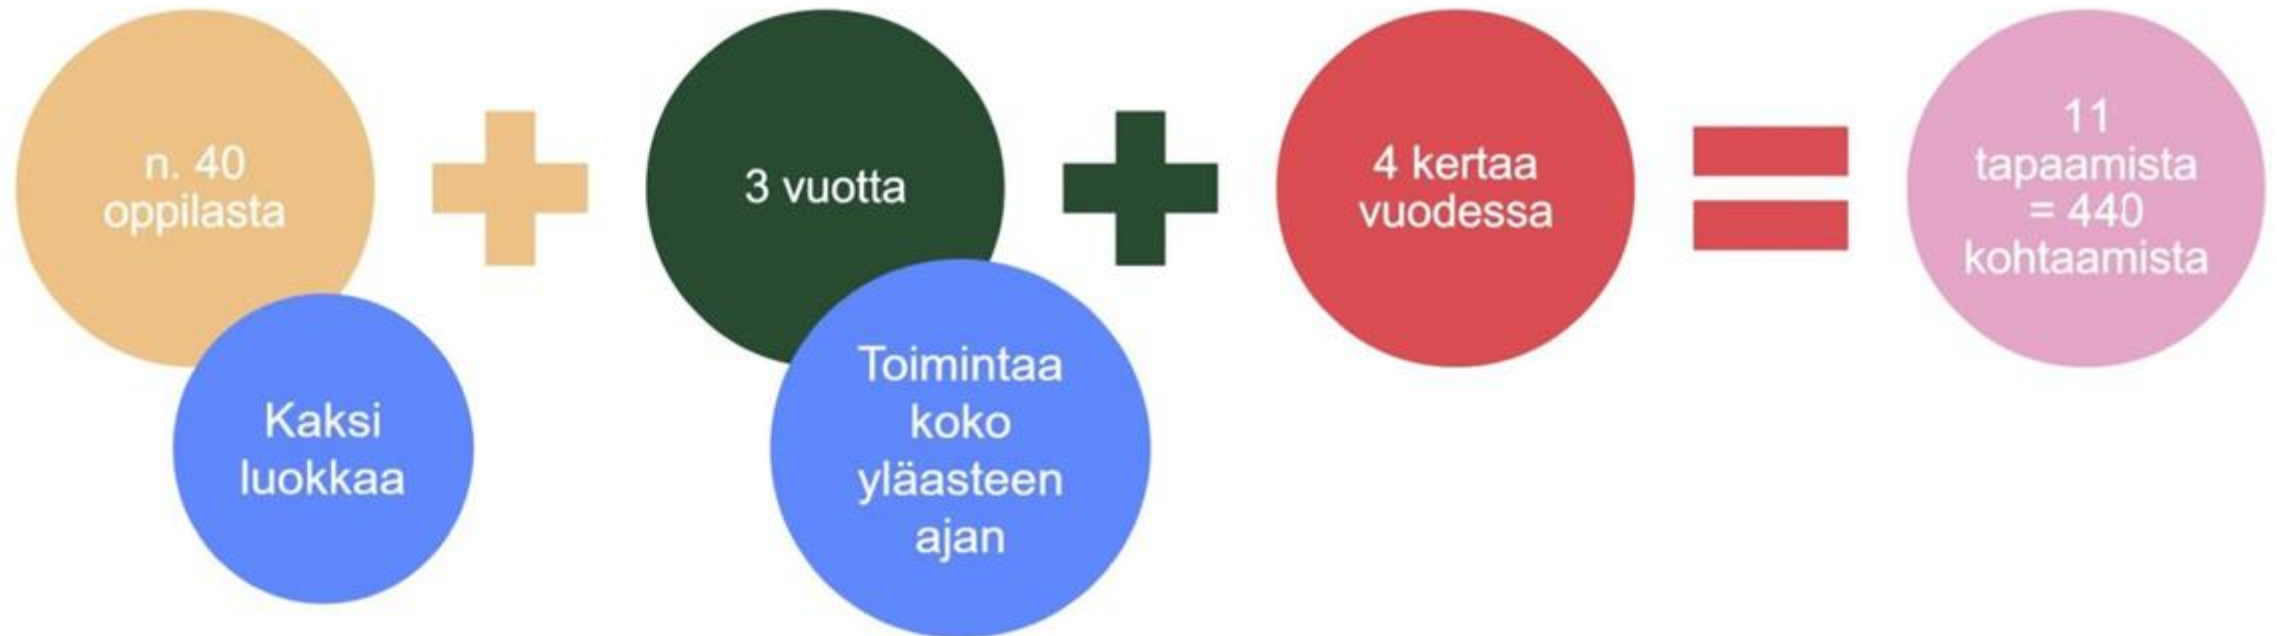 n. 40
oppilasta
Kaksi
luokkaa
3 vuotta
Toimintaa
koko
yläasteen
ajan
4 kertaa
vuodessa
11
tapaamista
= 440
kohtaamista